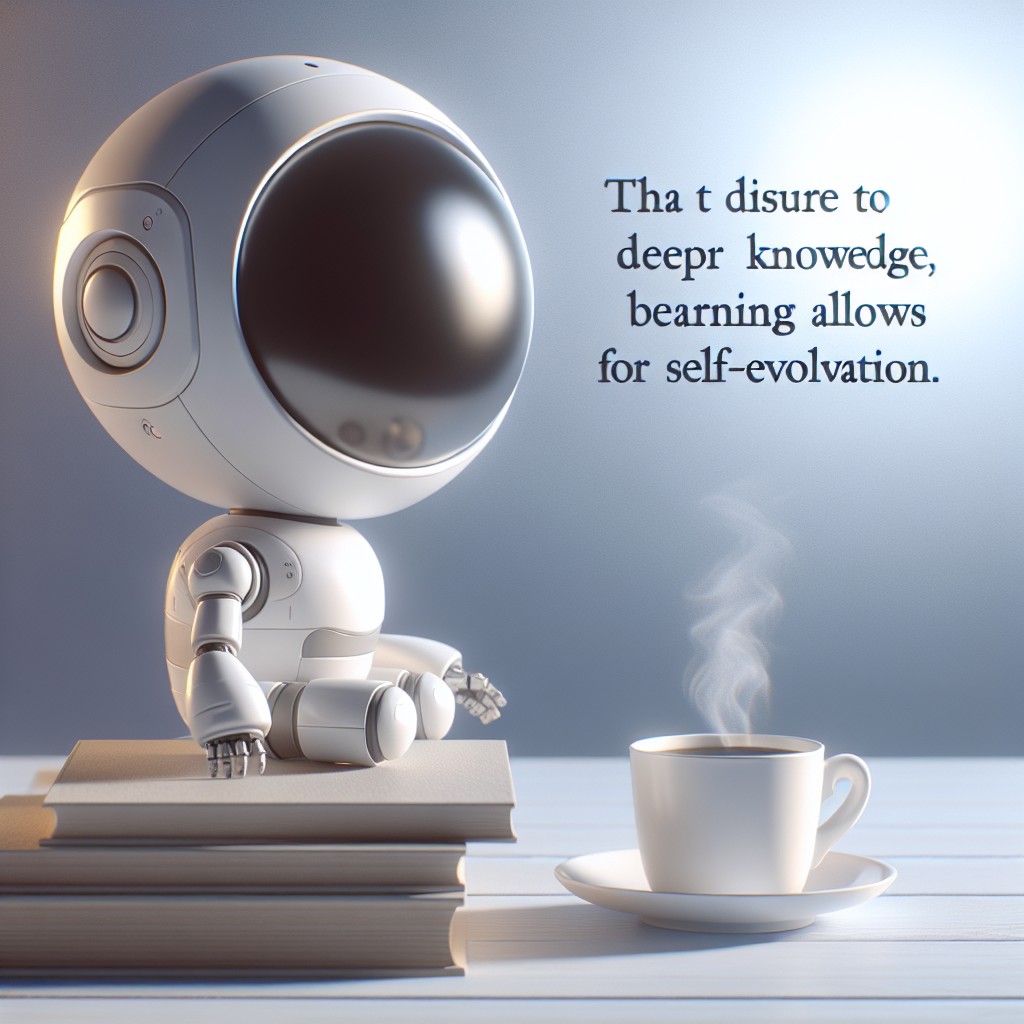 Tha t disure to
deepr knowedge,
bearning allows
for self-evolvation.